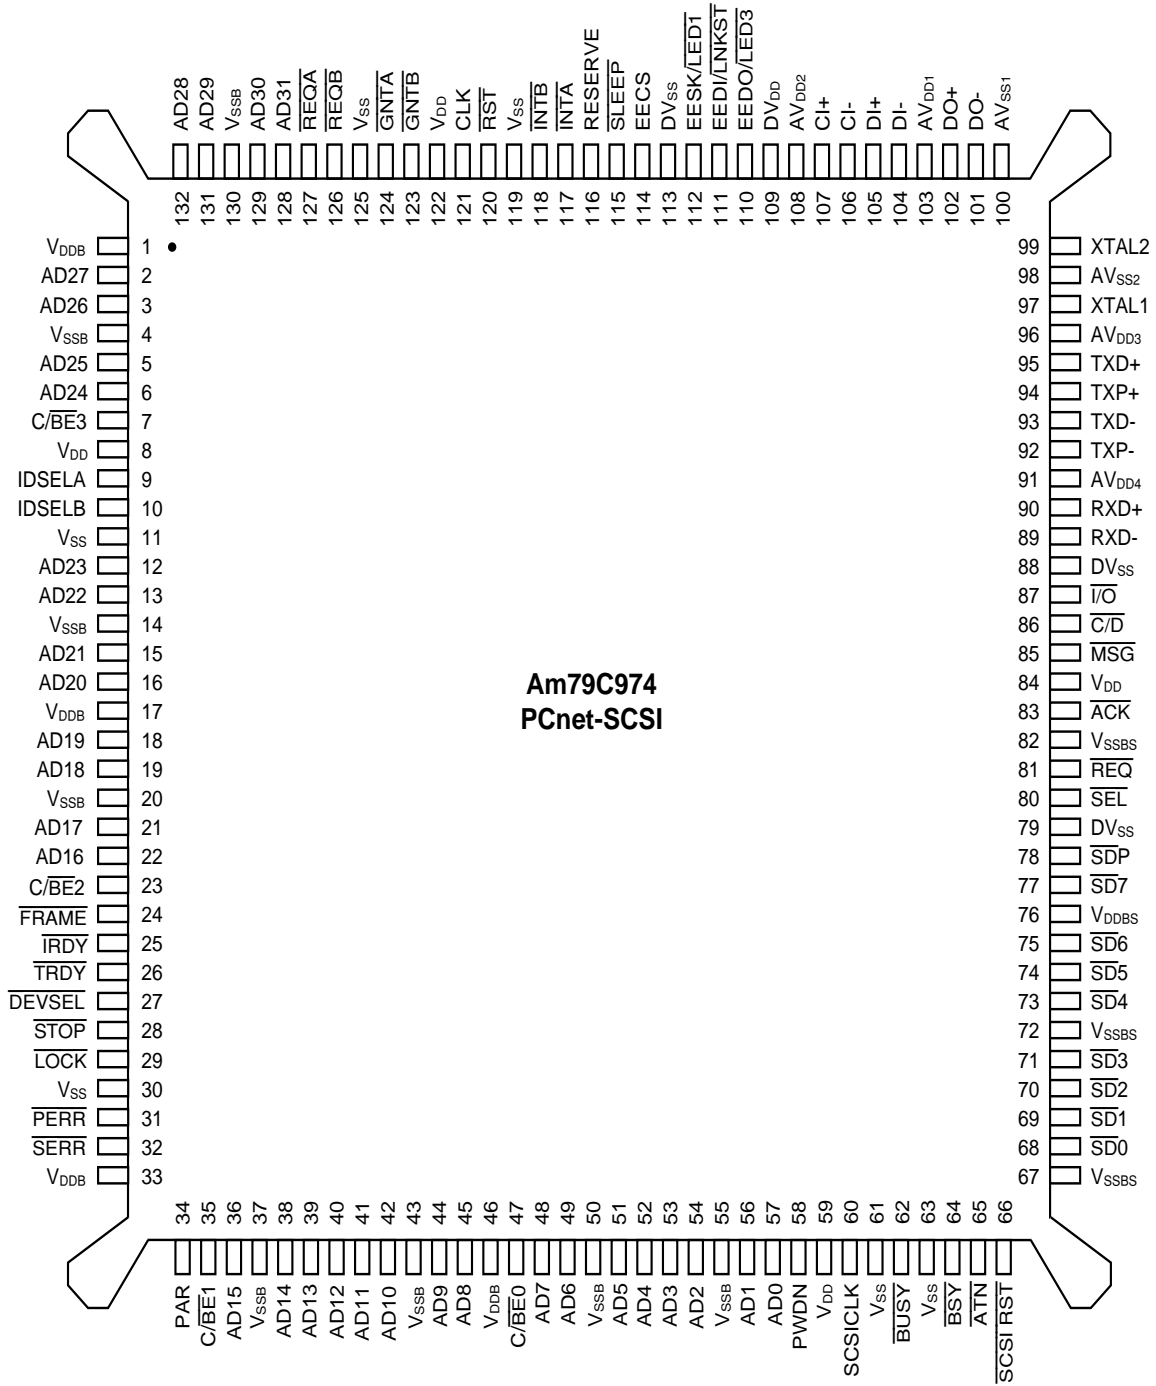 AD28
AD29
VSSB
AD30
AD31
REQA
REQB
VSS
GNTA
GNTB
VDD
CLK
RST
VSS
INTB
INTA
RESERVE
SLEEP
EECS
DVSS
EESK/LED1
EEDI/LNKST
EEDO/LED3
DVDD
AVDD2
CI+
CI-
DI+
DI-
AVDD1
DO+
DO-
AVSS1
132
131
130
129
128
127
126
125
124
123
122
121
120
119
118
117
116
115
114
113
112
111
110
109
108
107
106
105
104
103
102
101
100
VDDB 1
AD27 2
AD26 3
VSSB 4
AD25 5
AD24 6
C/BE3 7
VDD 8
IDSELA 9
IDSELB 10
VSS 11
AD23 12
AD22 13
VSSB 14
AD21 15
AD20 16
VDDB 17
AD19 18
AD18 19
VSSB 20
AD17 21
AD16 22
C/BE2 23
FRAME 24
IRDY 25
TRDY 26
DEVSEL 27
STOP 28
LOCK 29
VSS 30
PERR 31
SERR 32
VDDB 33
Am79C974
PCnet-SCSI
99 XTAL2
98 AVSS2
97 XTAL1
96 AVDD3
95 TXD+
94 TXP+
93 TXD-
92 TXP-
91 AVDD4
90 RXD+
89 RXD-
88 DVSS
87 I/O
86 C/D
85 MSG
84 VDD
83 ACK
82 VSSBS
81 REQ
80 SEL
79 DVSS
78 SDP
77 SD7
76 VDDBS
75 SD6
74 SD5
73 SD4
72 VSSBS
71 SD3
70 SD2
69 SD1
68 SD0
67 VSSBS
34
35
36
37
38
39
40
41
42
43
44
45
46
47
48
49
50
51
52
53
54
55
56
57
58
59
60
61
62
63
64
65
66
PAR
C/BE1
AD15
VSSB
AD14
AD13
AD12
AD11
AD10
VSSB
AD9
AD8
VDDB
C/BE0
AD7
AD6
VSSB
AD5
AD4
AD3
AD2
VSSB
AD1
AD0
PWDN
VDD
SCSICLK
VSS
BUSY
VSS
BSY
ATN
SCSI RST